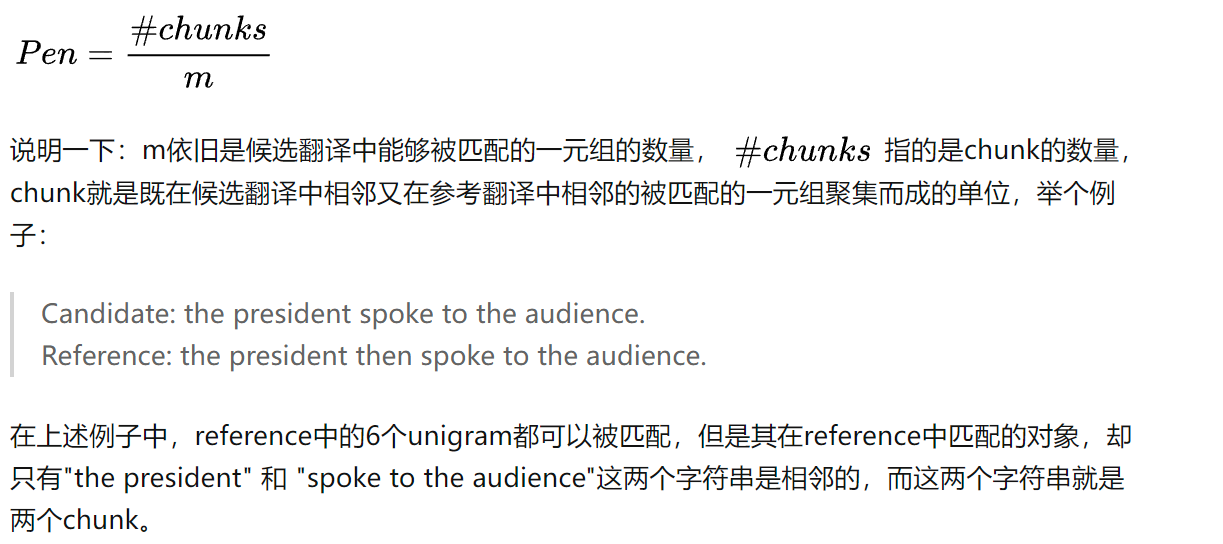 Pen = #chunks / m
说明一下：m依旧是候选翻译中能够被匹配的一元组的数量， #chunks 指的是chunk的数量，
chunk就是既在候选翻译中相邻又在参考翻译中相邻的被匹配的一元组聚集而成的单位，举个例
子：
Candidate: the president spoke to the audience.
Reference: the president then spoke to the audience.
在上述例子中，reference中的6个unigram都可以被匹配，但是其在reference中匹配的对象，却
只有"the president" 和 "spoke to the audience"这两个字符串是相邻的，而这两个字符串就是
两个chunk。